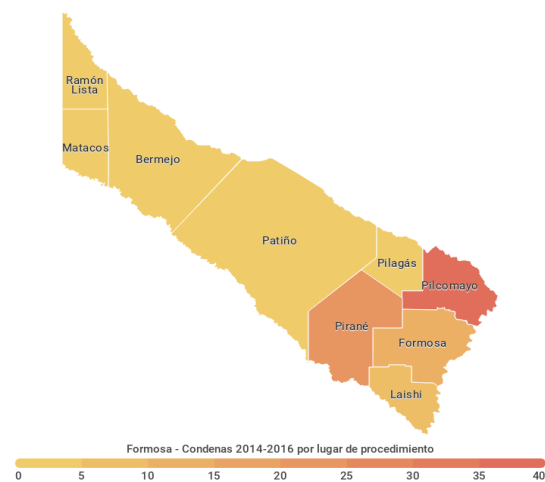 Ramón
Lista
Matacos
Bermejo
Patiño
Pilagás
Pilcomayo
Pirané
Formosa
Laishi
Formosa - Condenas 2014-2016 por lugar de procedimiento
0 5 10 15 20 25 30 35 40